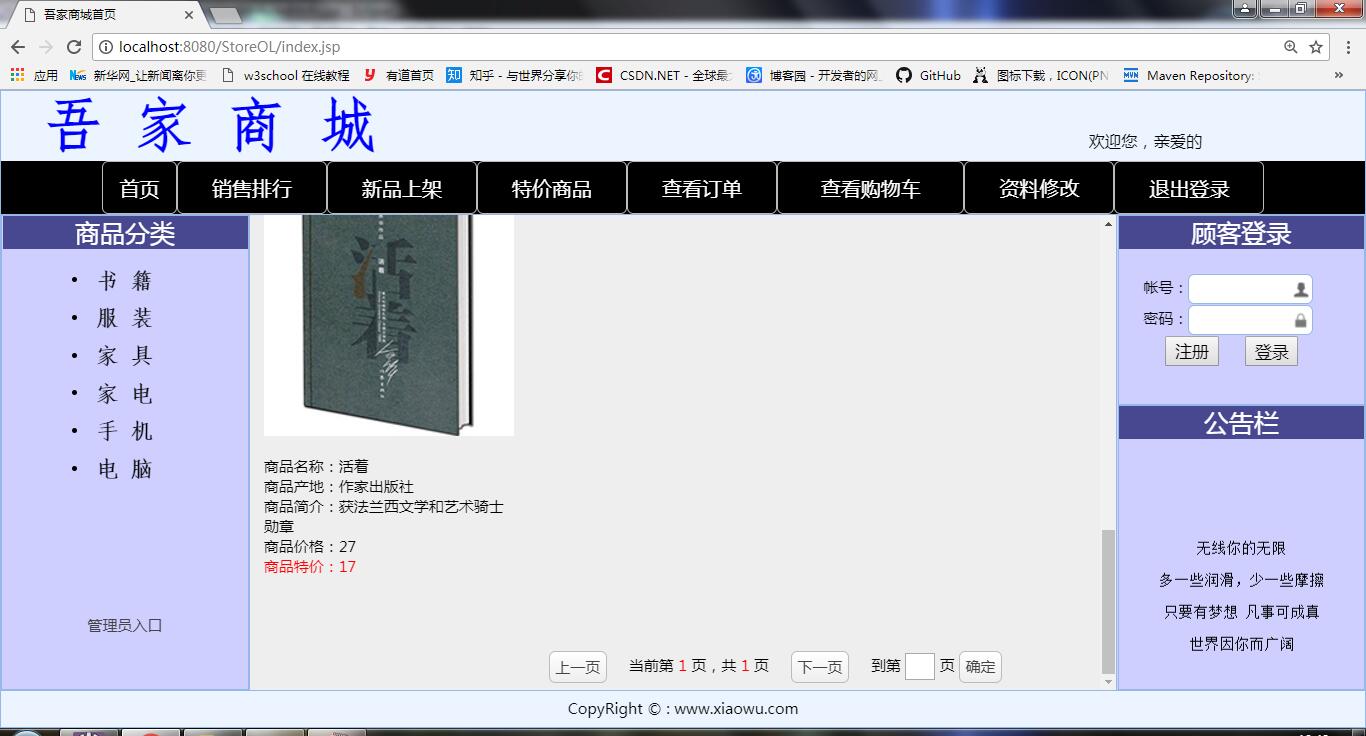 吾家商城首页
localhost:8080/StoreOL/index.jsp
应用 新华网_让新闻离你更 w3school 在线教程 有道首页 知乎 - 与世界分享你 CSDN.NET - 全球最 博客园 - 开发者的网 GitHub 图标下载，ICON(PN Maven Repository:
吾 家 商 城
欢迎您，亲爱的
首页 销售排行 新品上架 特价商品 查看订单 查看购物车 资料修改 退出登录
商品分类
书 籍
服 装
家 具
家 电
手 机
电 脑
管理员入口
活着
商品名称：活着
商品产地：作家出版社
商品简介：获法兰西文学和艺术骑士
勋章
商品价格：27
商品特价：17
上一页 当前第 1 页，共 1 页 下一页 到第 页 确定
顾客登录
帐号：
密码：
注册 登录
公告栏
无线你的无限
多一些润滑，少一些摩擦
只要有梦想 凡事可成真
世界因你而广阔
CopyRight © : www.xiaowu.com